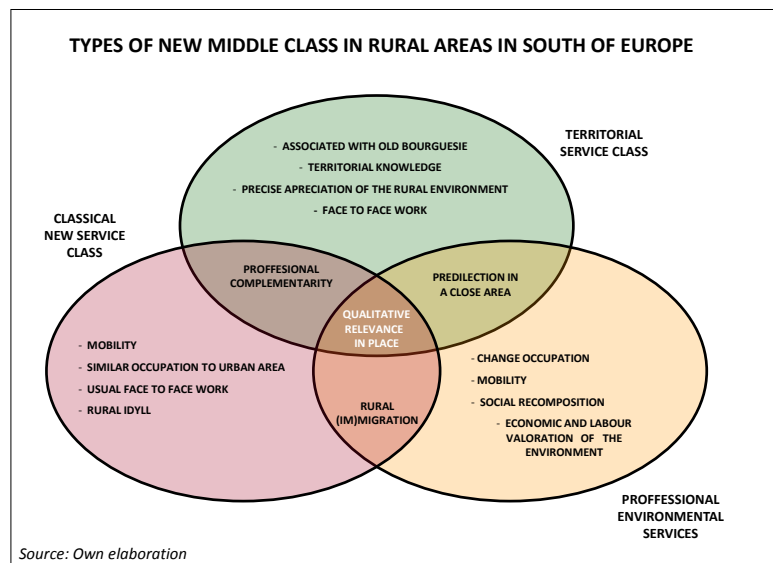 TYPES OF NEW MIDDLE CLASS IN RURAL AREAS IN SOUTH OF EUROPE
TERRITORIAL
SERVICE CLASS
- ASSOCIATED WITH OLD BOURGUESIE
- TERRITORIAL KNOWLEDGE
- PRECISE APRECIATION OF THE RURAL ENVIRONMENT
- FACE TO FACE WORK
CLASSICAL
NEW SERVICE
CLASS
PROFFESIONAL
COMPLEMENTARITY
PREDILECTION IN
A CLOSE AREA
QUALITATIVE
RELEVANCE
IN PLACE
- MOBILITY
- SIMILAR OCCUPATION TO URBAN AREA
- USUAL FACE TO FACE WORK
- RURAL IDYLL
RURAL
(IM)MIGRATION
- CHANGE OCCUPATION
- MOBILITY
- SOCIAL RECOMPOSITION
- ECONOMIC AND LABOUR
VALORATION OF THE
ENVIRONMENT
PROFFESSIONAL
ENVIRONMENTAL
SERVICES
Source: Own elaboration